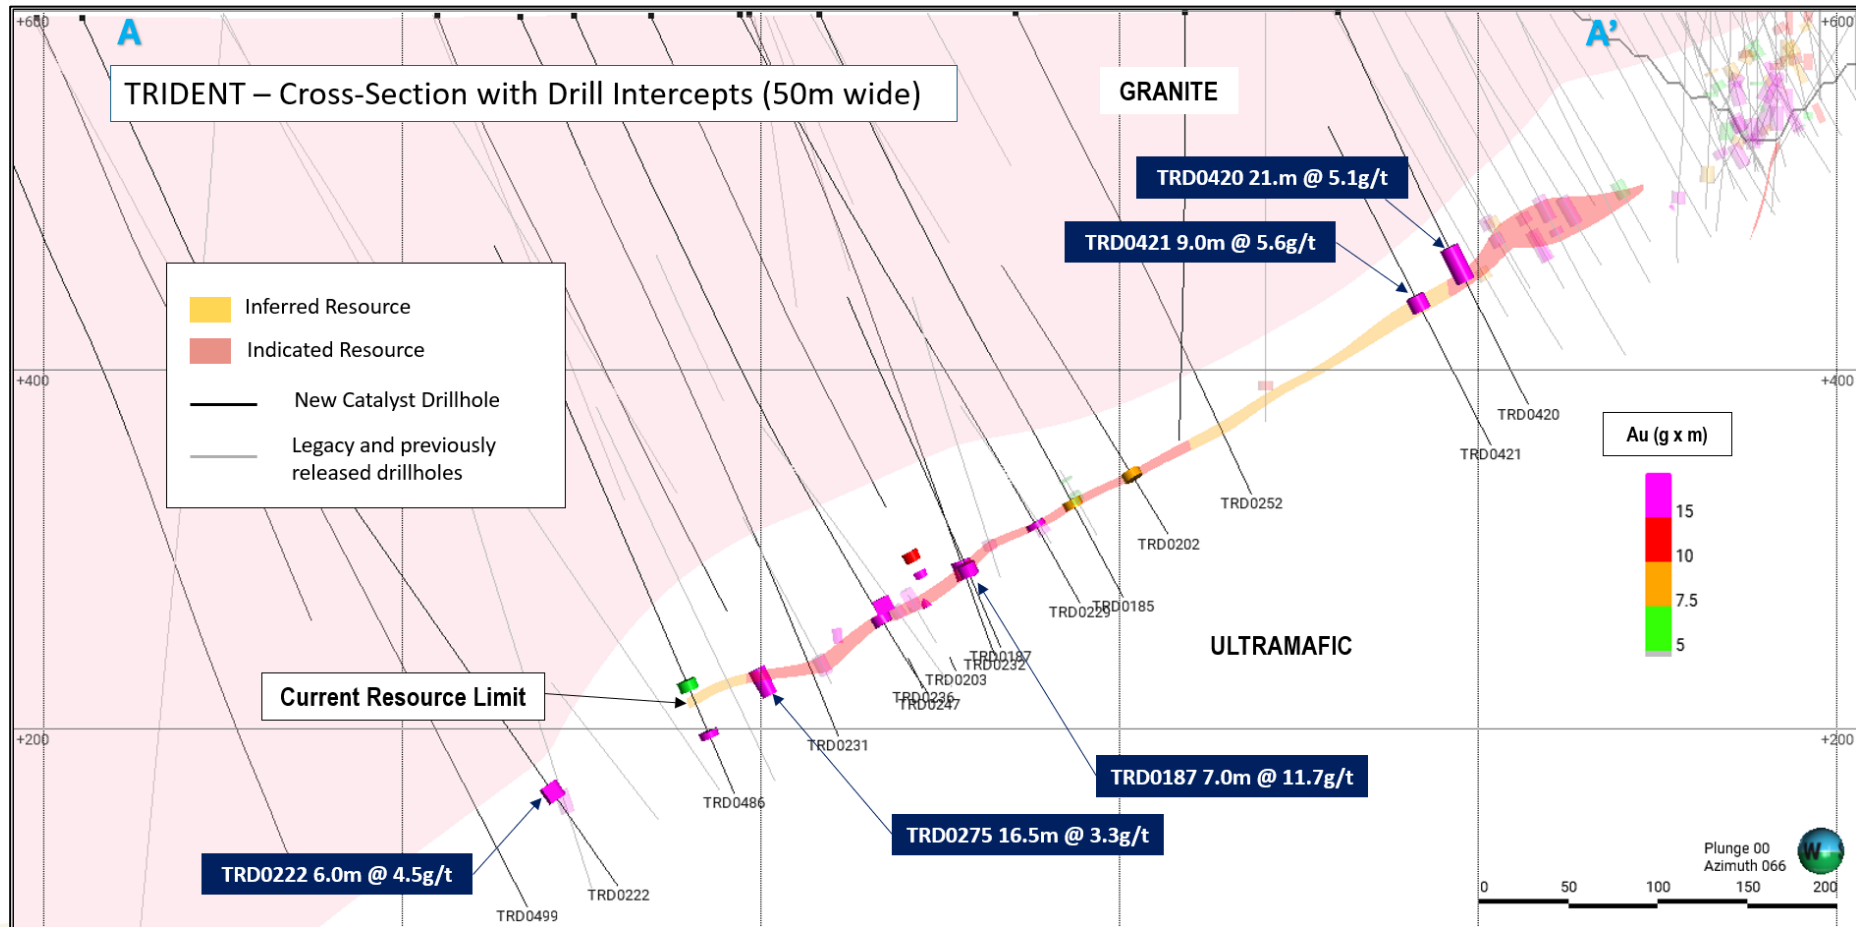 +600
A
A’
+600
TRIDENT – Cross-Section with Drill Intercepts (50m wide)
GRANITE
TRD0420 21.m @ 5.1g/t
TRD0421 9.0m @ 5.6g/t
Inferred Resource
Indicated Resource
New Catalyst Drillhole
Legacy and previously
released drillholes
+400
+400
TRD0420
TRD0421
Au (g x m)
15
10
7.5
5
TRD0252
TRD0202
TRD0185
TRD0229
ULTRAMAFIC
TRD0187
TRD0232
TRD0203
TRD0236
TRD0247
Current Resource Limit
TRD0231
+200
+200
TRD0187 7.0m @ 11.7g/t
TRD0486
TRD0275 16.5m @ 3.3g/t
TRD0222 6.0m @ 4.5g/t
TRD0222
TRD0499
Plunge 00
Azimuth 066
W
0 50 100 150 200